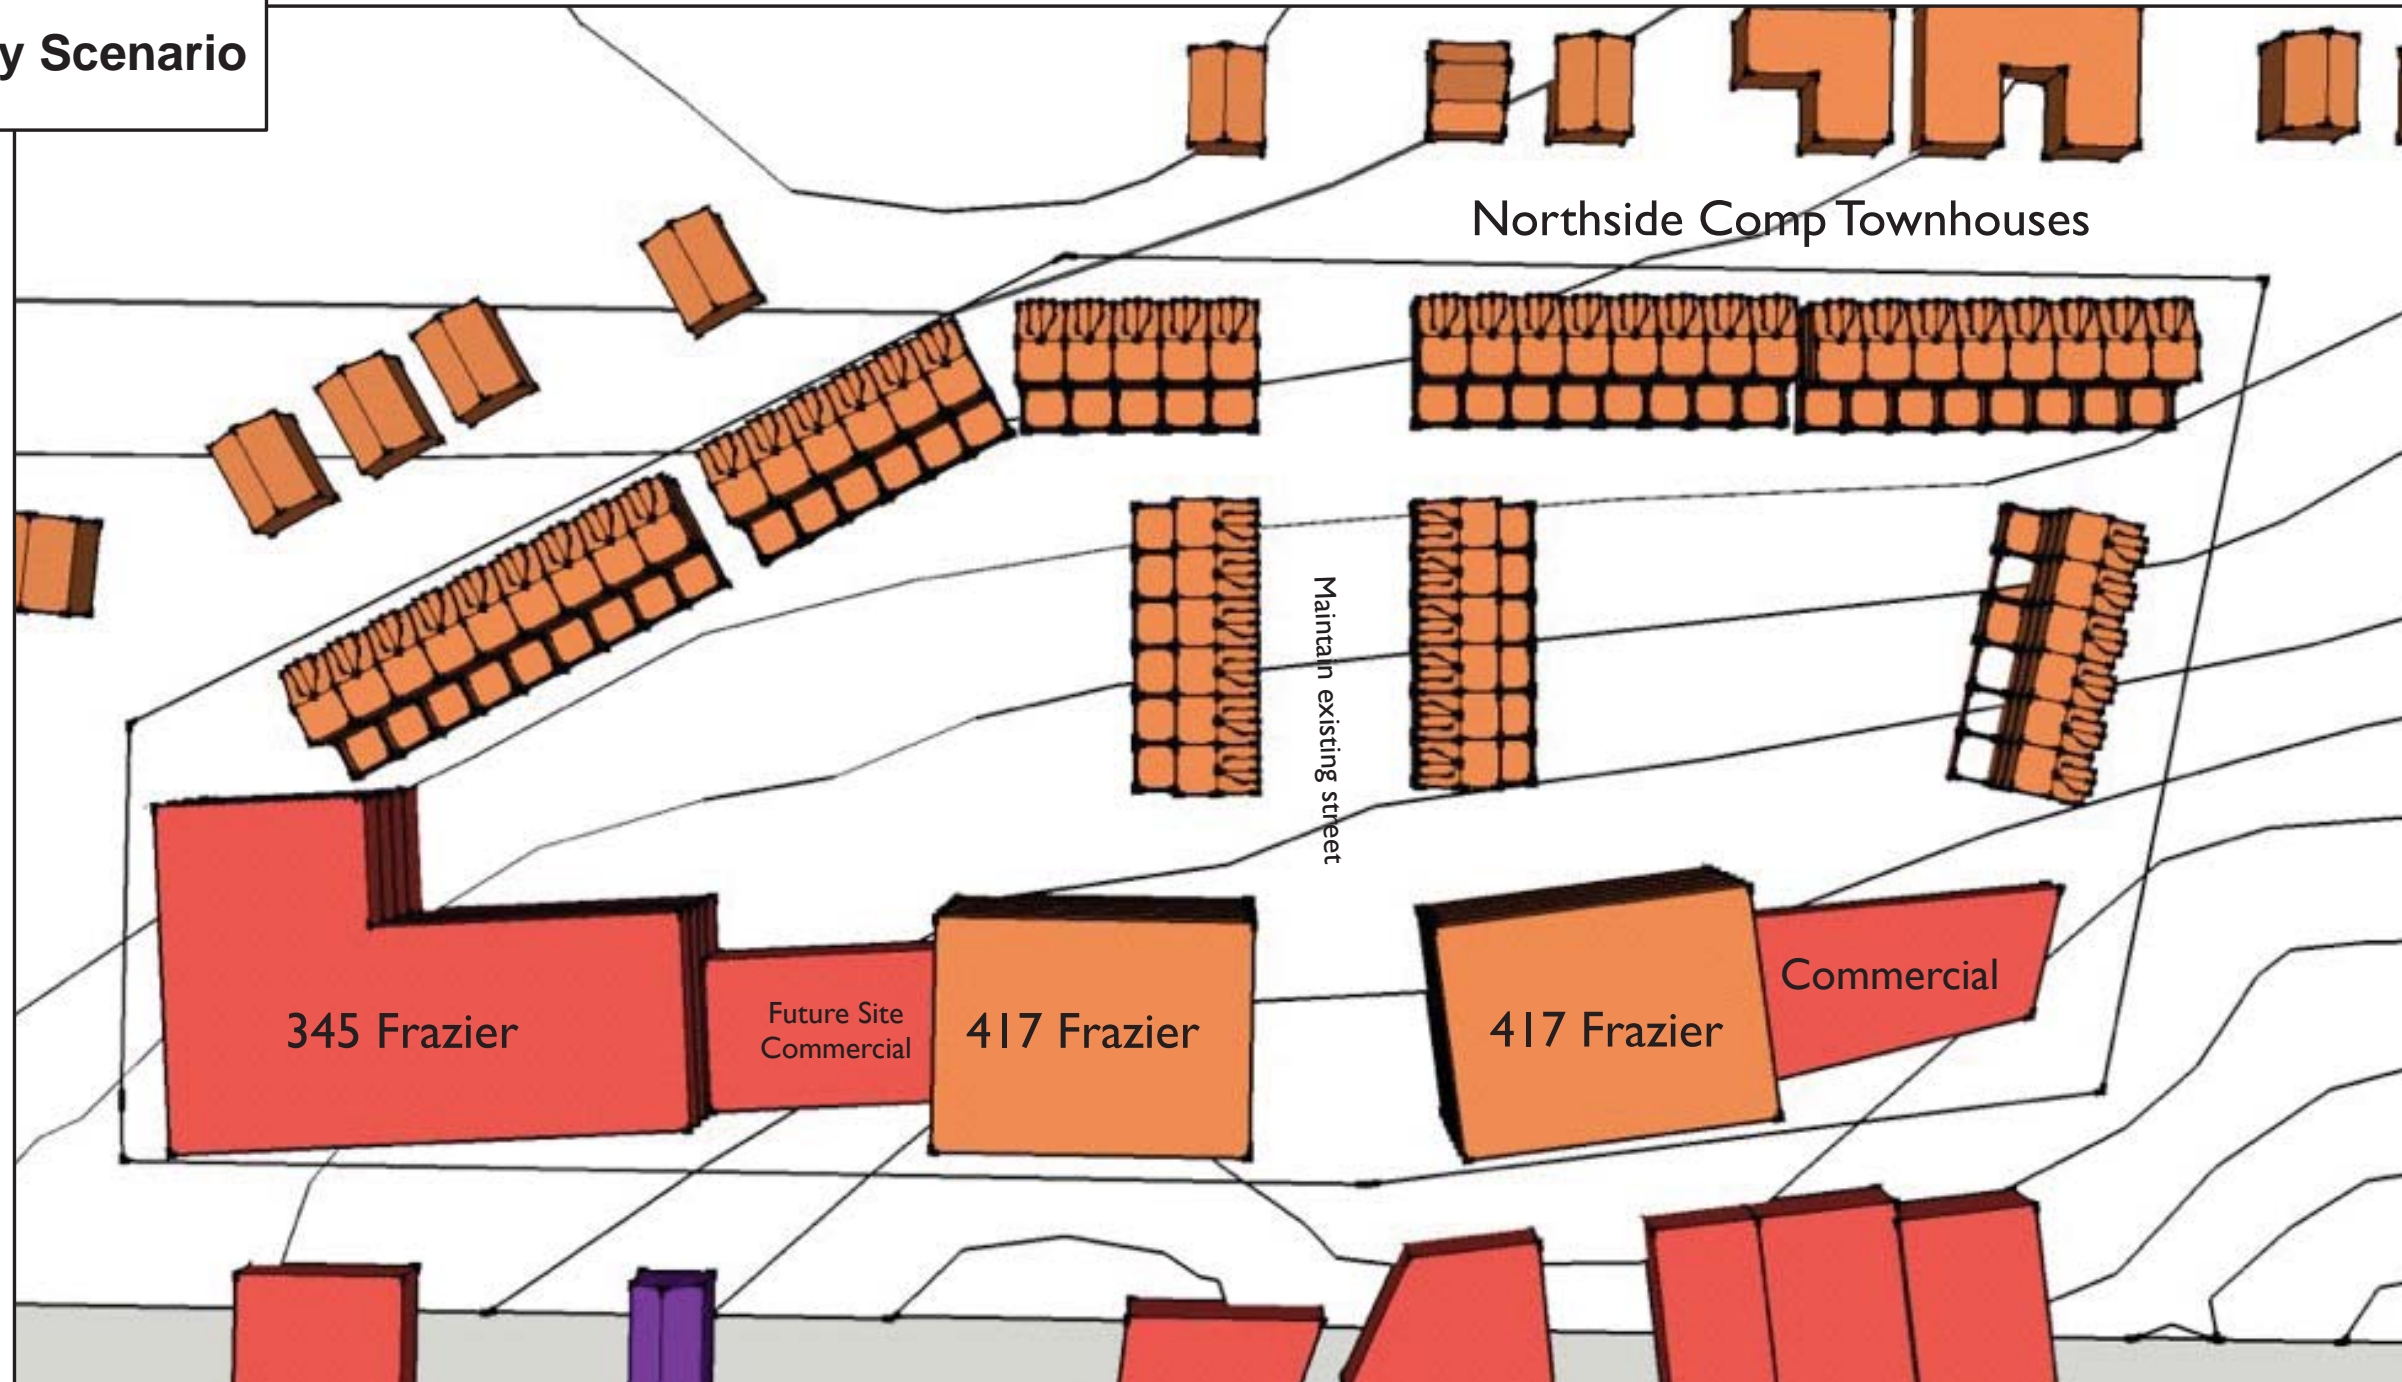 y Scenario
Northside Comp Townhouses
Maintain existing street
345 Frazier
Future Site
Commercial
417 Frazier
417 Frazier
Commercial